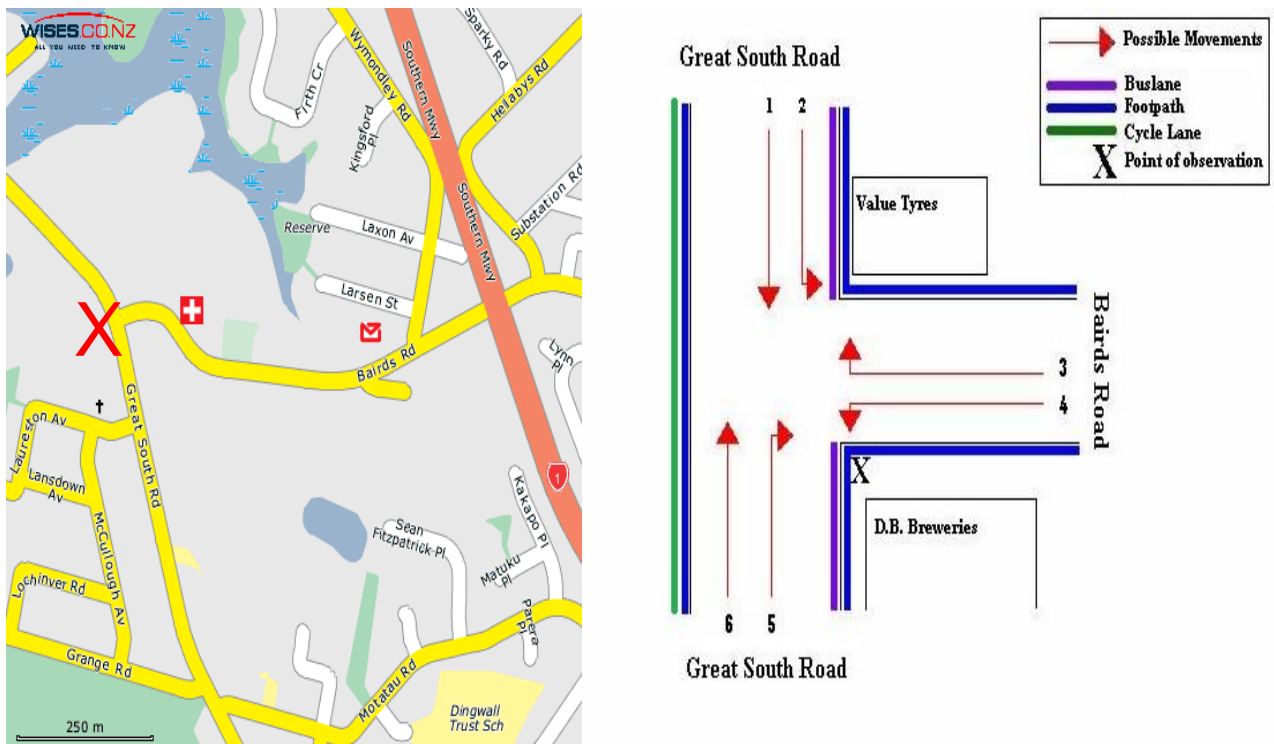 WISES.CO.NZ
ALL YOU NEED TO KNOW
Sparky Rd
Wymondley Rd
Southern Mwy
Hellabys Rd
Firth Cr
Kingsford
Pl
Southern Mwy
Substation Rd
Reserve
Laxon Av
Larsen St
Bairds Rd
Lynn
Pl
X
Great South Rd
Laureston Av
Lansdown
Av
McCullough Av
1
Kakapo Pl
Sean
Fitzpatrick Pl
Matuku
Pl
Lochinver Rd
Parera
Pl
Grange Rd
Motatau Rd
Dingwall
Trust Sch
250 m
Great South Road
Possible Movements
Buslane
Footpath
Cycle Lane
X Point of observation
1 2
Value Tyres
Bairds Road
3
4
X
D.B. Breweries
6 5
Great South Road